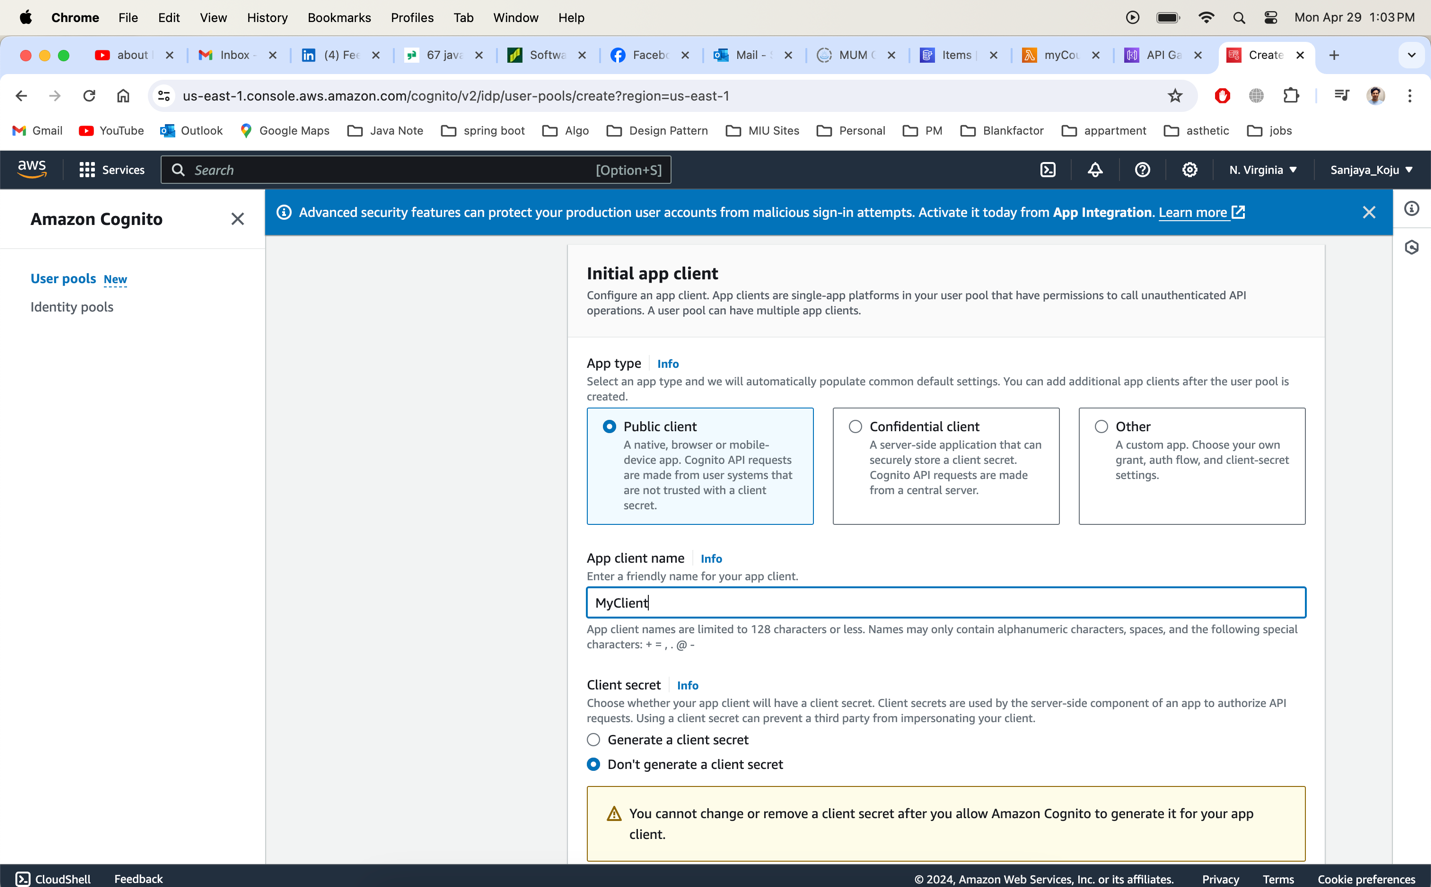 Chrome File Edit View History Bookmarks Profiles Tab Window Help Mon Apr 29 1:03 PM
about Inbox - (4) Fee 67 java Softwa Facebo Mail - MUM Items myCou API Ga Create
us-east-1.console.aws.amazon.com/cognito/v2/idp/user-pools/create?region=us-east-1
Gmail YouTube Outlook Google Maps Java Note spring boot Algo Design Pattern MIU Sites Personal PM Blankfactor appartment asthetic jobs
aws Services Search [Option+S] N. Virginia Sanjaya_Koju
Amazon Cognito
Advanced security features can protect your production user accounts from malicious sign-in attempts. Activate it today from App Integration. Learn more
User pools New
Identity pools
Initial app client
Configure an app client. App clients are single-app platforms in your user pool that have permissions to call unauthenticated API
operations. A user pool can have multiple app clients.
App type Info
Select an app type and we will automatically populate common default settings. You can add additional app clients after the user pool is
created.
Public client
A native, browser or mobile-
device app. Cognito API requests
are made from user systems that
are not trusted with a client
secret.
Confidential client
A server-side application that can
securely store a client secret.
Cognito API requests are made
from a central server.
Other
A custom app. Choose your own
grant, auth flow, and client-secret
settings.
App client name Info
Enter a friendly name for your app client.
MyClient
App client names are limited to 128 characters or less. Names may only contain alphanumeric characters, spaces, and the following special
characters: + = , . @ -
Client secret Info
Choose whether your app client will have a client secret. Client secrets are used by the server-side component of an app to authorize API
requests. Using a client secret can prevent a third party from impersonating your client.
Generate a client secret
Don't generate a client secret
You cannot change or remove a client secret after you allow Amazon Cognito to generate it for your app
client.
CloudShell Feedback © 2024, Amazon Web Services, Inc. or its affiliates. Privacy Terms Cookie preferences